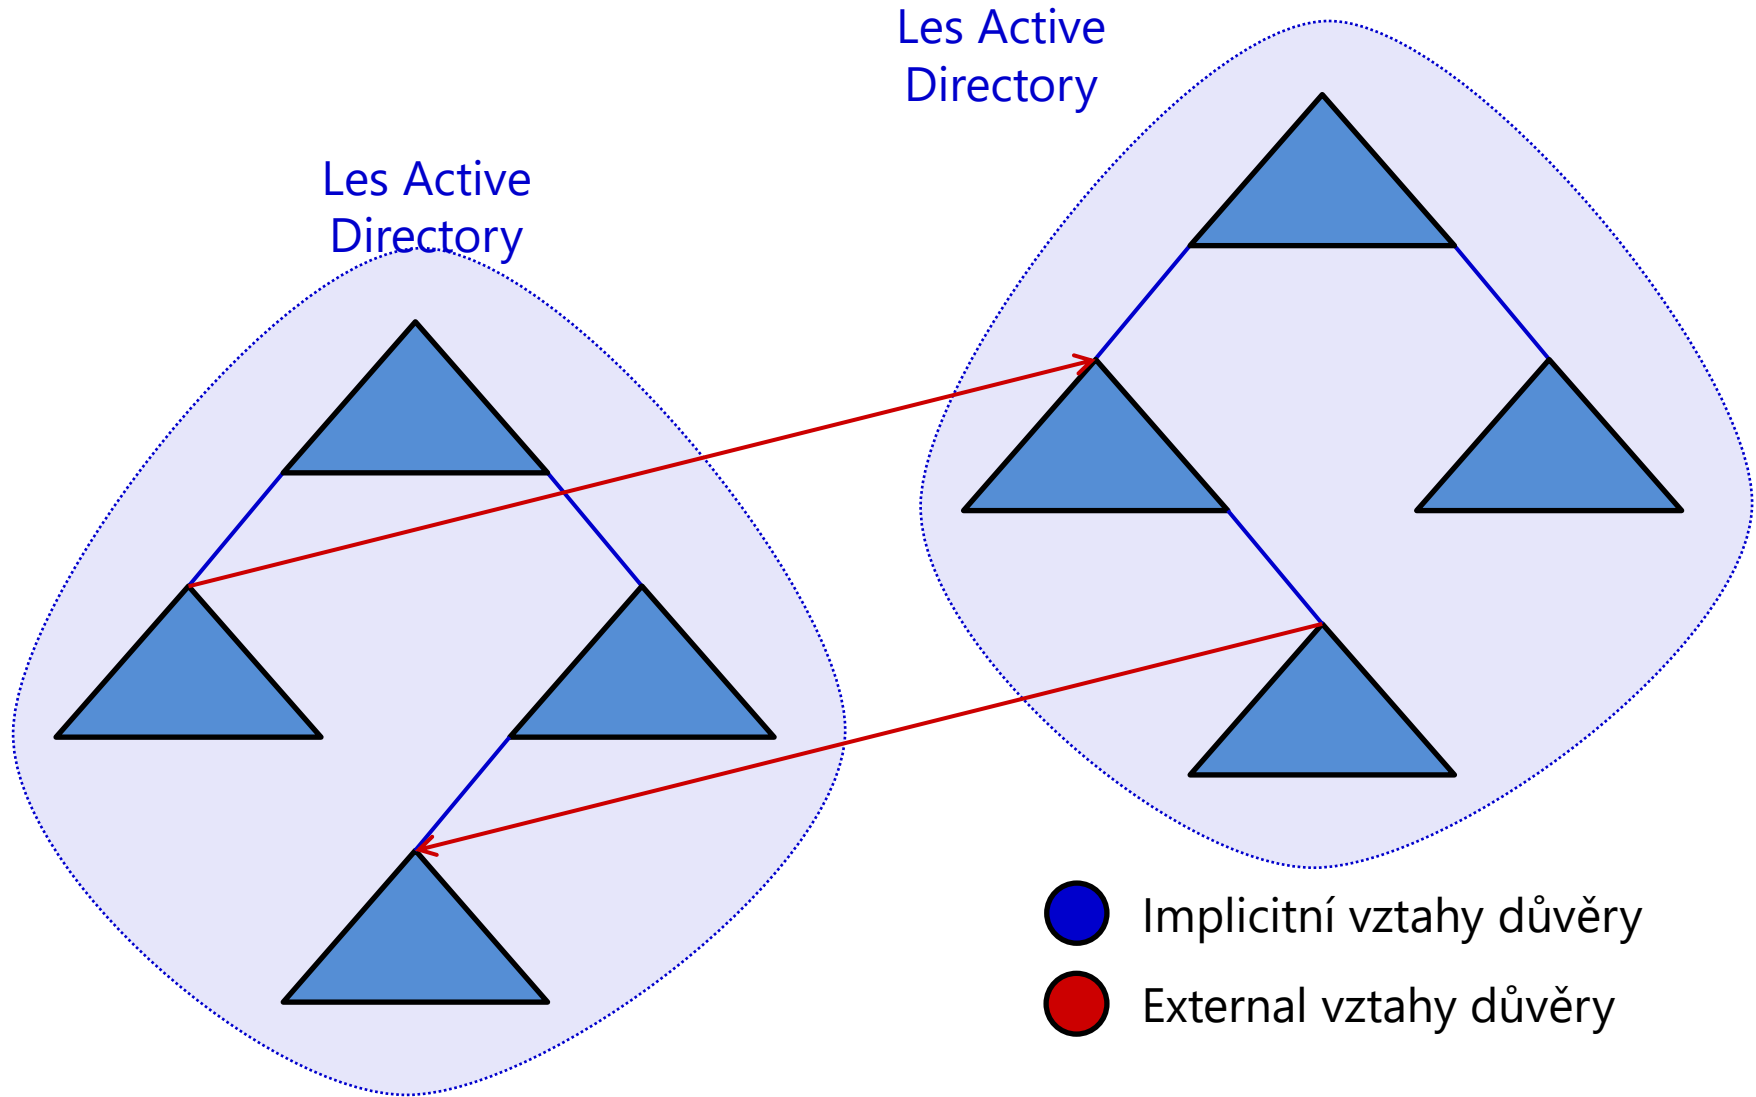 Les Active
Directory
Les Active
Directory
Implicitní vztahy důvěry
External vztahy důvěry